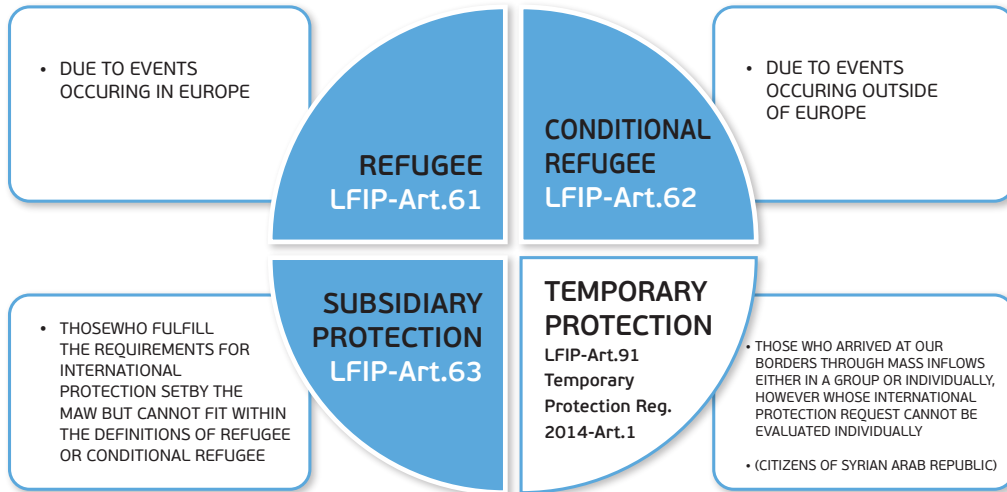 • DUE TO EVENTS
OCCURING IN EUROPE
REFUGEE
LFIP-Art.61
CONDITIONAL
REFUGEE
LFIP-Art.62
• DUE TO EVENTS
OCCURING OUTSIDE
OF EUROPE
• THOSEWHO FULFILL
THE REQUIREMENTS FOR
INTERNATIONAL
PROTECTION SETBY THE
MAW BUT CANNOT FIT WITHIN
THE DEFINITIONS OF REFUGEE
OR CONDITIONAL REFUGEE
SUBSIDIARY
PROTECTION
LFIP-Art.63
TEMPORARY
PROTECTION
LFIP-Art.91
Temporary
Protection Reg.
2014-Art.1
• THOSE WHO ARRIVED AT OUR
BORDERS THROUGH MASS INFLOWS
EITHER IN A GROUP OR INDIVIDUALLY,
HOWEVER WHOSE INTERNATIONAL
PROTECTION REQUEST CANNOT BE
EVALUATED INDIVIDUALLY
• (CITIZENS OF SYRIAN ARAB REPUBLIC)